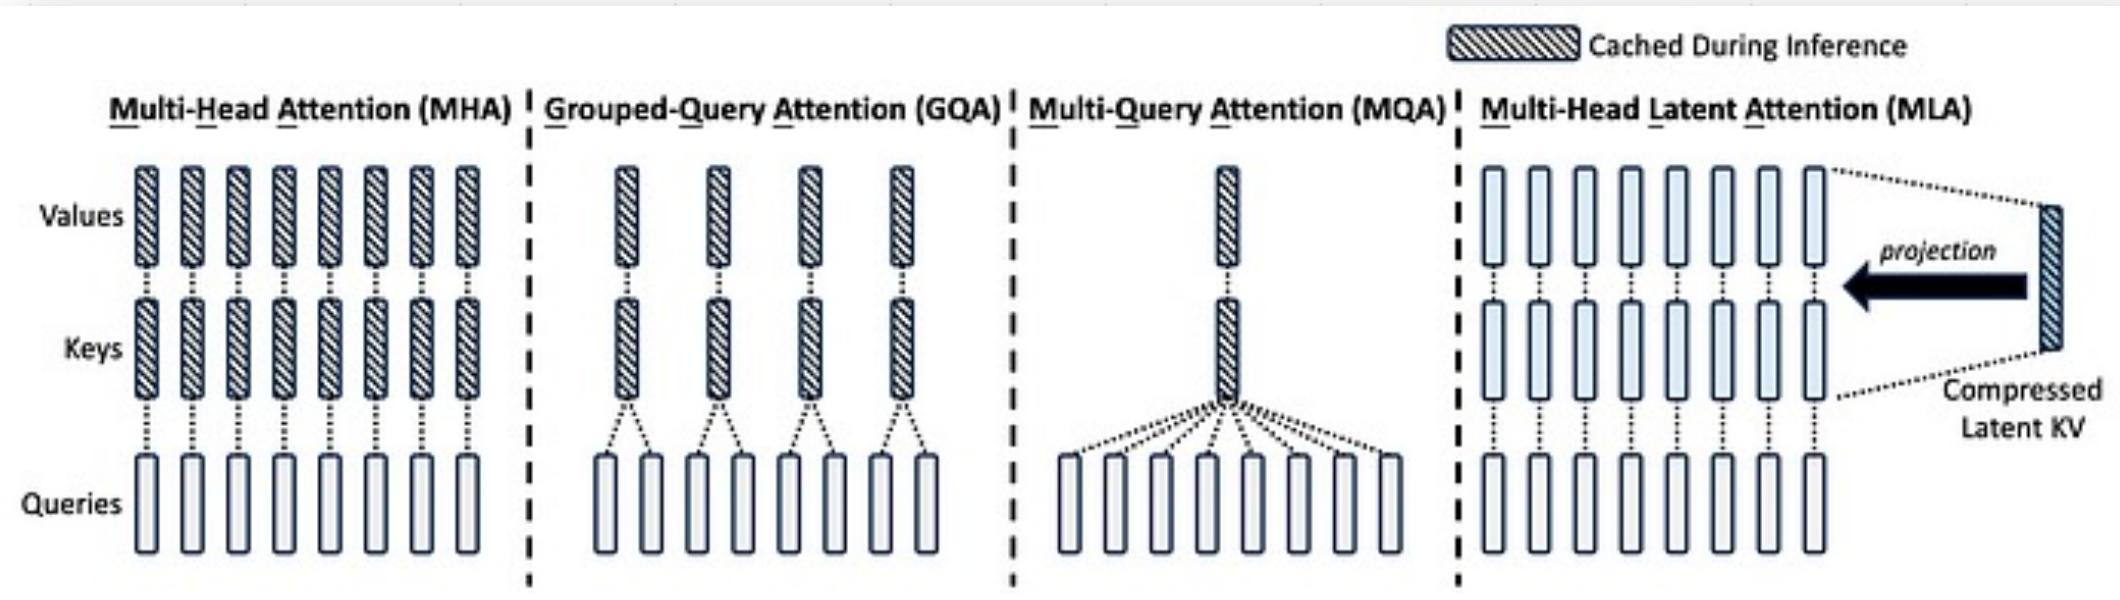 Cached During Inference
Multi-Head Attention (MHA)
Grouped-Query Attention (GQA)
Multi-Query Attention (MQA)
Multi-Head Latent Attention (MLA)
Values
Keys
Queries
projection
Compressed
Latent KV